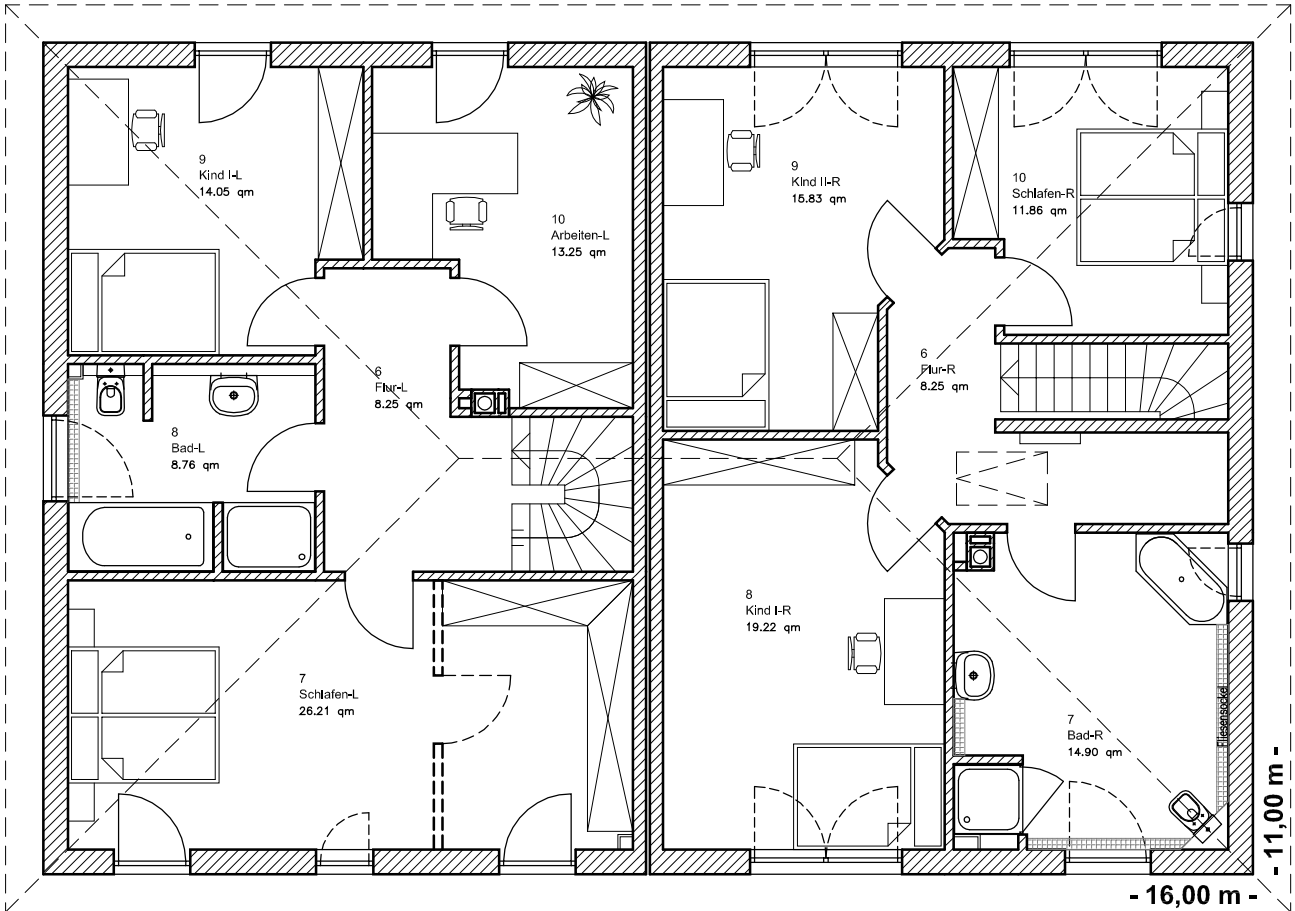 9
Kind I-L
14.05 qm
10
Arbeiten-L
13.25 qm
9
KInd II-R
15.83 qm
10
Schlafen-R
11.86 qm
6
Flur-L
8.25 qm
6
Flur-R
8.25 qm
8
Bad-L
8.76 qm
7
Schlafen-L
26.21 qm
8
Kind I-R
19.22 qm
7
Bad-R
14.90 qm
Fliesensockel
- 11,00 m -
- 16,00 m -